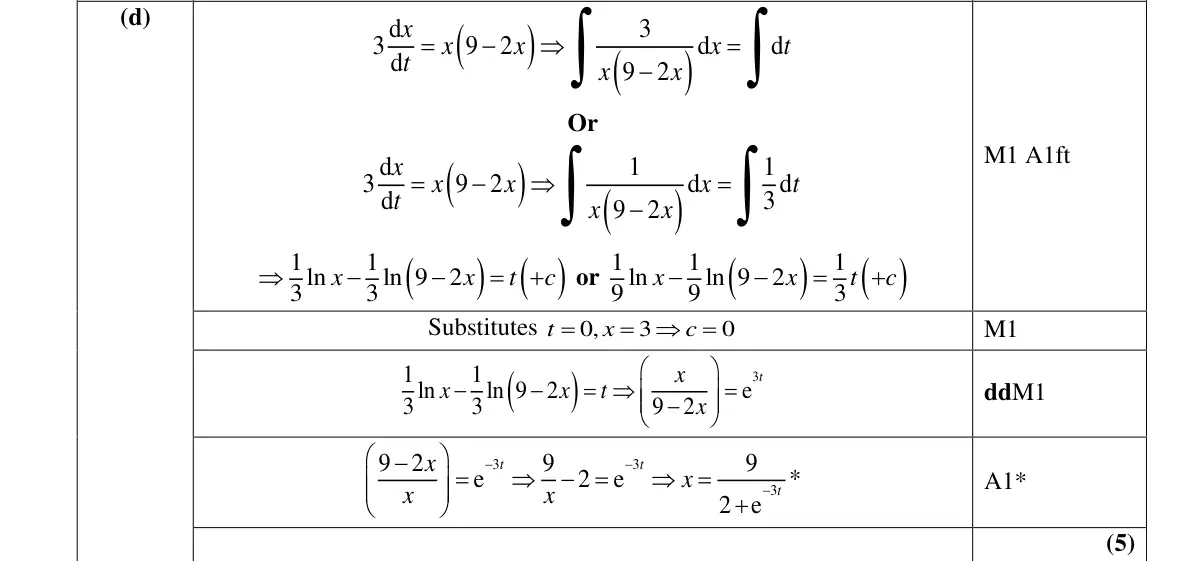 (d)
3 dx/dt = x(9 − 2x) ⇒ ∫ 3/(x(9 − 2x)) dx = ∫ dt
Or
M1 A1ft
3 dx/dt = x(9 − 2x) ⇒ ∫ 1/(x(9 − 2x)) dx = ∫ 1/3 dt
⇒ 1/3 ln x − 1/3 ln(9 − 2x) = t (+c) or 1/9 ln x − 1/9 ln(9 − 2x) = 1/3 t (+c)
Substitutes t = 0, x = 3 ⇒ c = 0 M1
1/3 ln x − 1/3 ln(9 − 2x) = t ⇒ (x/(9 − 2x)) = e^(3t) ddM1
((9 − 2x)/x) = e^(−3t) ⇒ 9/x − 2 = e^(−3t) ⇒ x = 9/(2 + e^(−3t)) * A1*
(5)